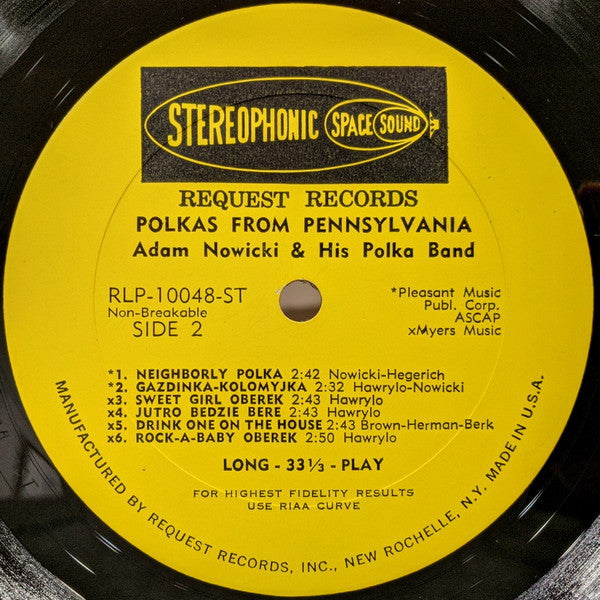 STEREOPHONIC SPACE SOUND
REQUEST RECORDS
POLKAS FROM PENNSYLVANIA
Adam Nowicki & His Polka Band
RLP-10048-ST
Non-Breakable
SIDE 2
*Pleasant Music
Publ. Corp.
ASCAP
xMyers Music
*1. NEIGHBORLY POLKA 2:42 Nowicki-Hegerich
*2. GAZDINKA-KOLOMYJKA 2:32 Hawrylo-Nowicki
x3. SWEET GIRL OBEREK 2:43 Hawrylo
x4. JUTRO BEDZIE BERE 2:43 Hawrylo
x5. DRINK ONE ON THE HOUSE 2:43 Brown-Herman-Berk
x6. ROCK-A-BABY OBEREK 2:50 Hawrylo
LONG - 33 1/3 - PLAY
FOR HIGHEST FIDELITY RESULTS
USE RIAA CURVE
MANUFACTURED BY REQUEST RECORDS, INC., NEW ROCHELLE, N.Y. MADE IN U.S.A.